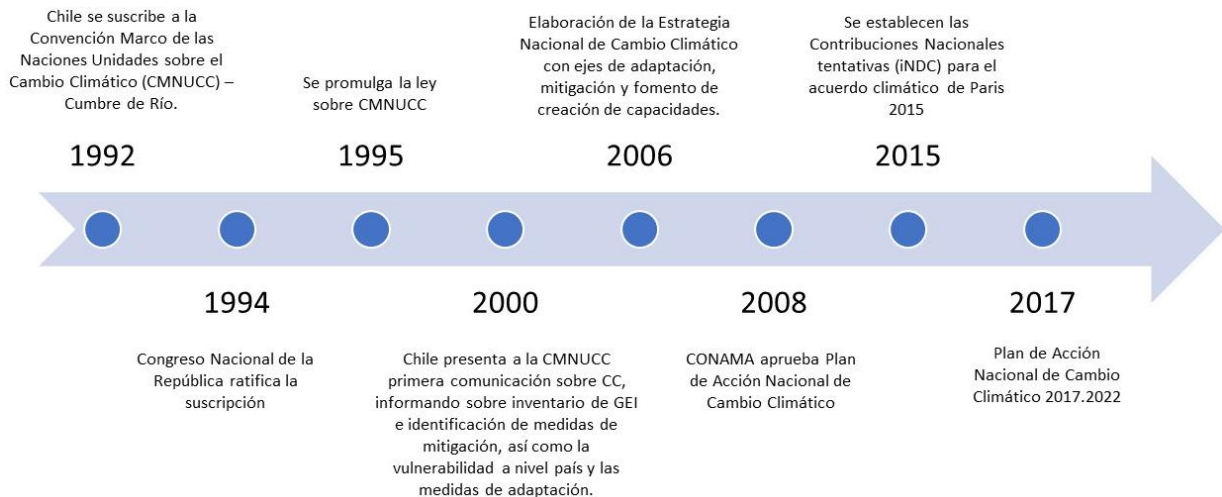 Chile se suscribe a la
Convención Marco de las
Naciones Unidas sobre el
Cambio Climático (CMNUCC) –
Cumbre de Río.
1992
Congreso Nacional de la
República ratifica la
suscripción
1994
Se promulga la ley
sobre CMNUCC
1995
2000
Chile presenta a la CMNUCC
primera comunicación sobre CC,
informando sobre inventario de GEI
e identificación de medidas de
mitigación, así como la
vulnerabilidad a nivel país y las
medidas de adaptación.
Elaboración de la Estrategia
Nacional de Cambio Climático
con ejes de adaptación,
mitigación y fomento de
creación de capacidades.
2006
2008
CONAMA aprueba Plan
de Acción Nacional de
Cambio Climático
Se establecen las
Contribuciones Nacionales
tentativas (iNDC) para el
acuerdo climático de Paris
2015
2015
2017
Plan de Acción
Nacional de Cambio
Climático 2017.2022